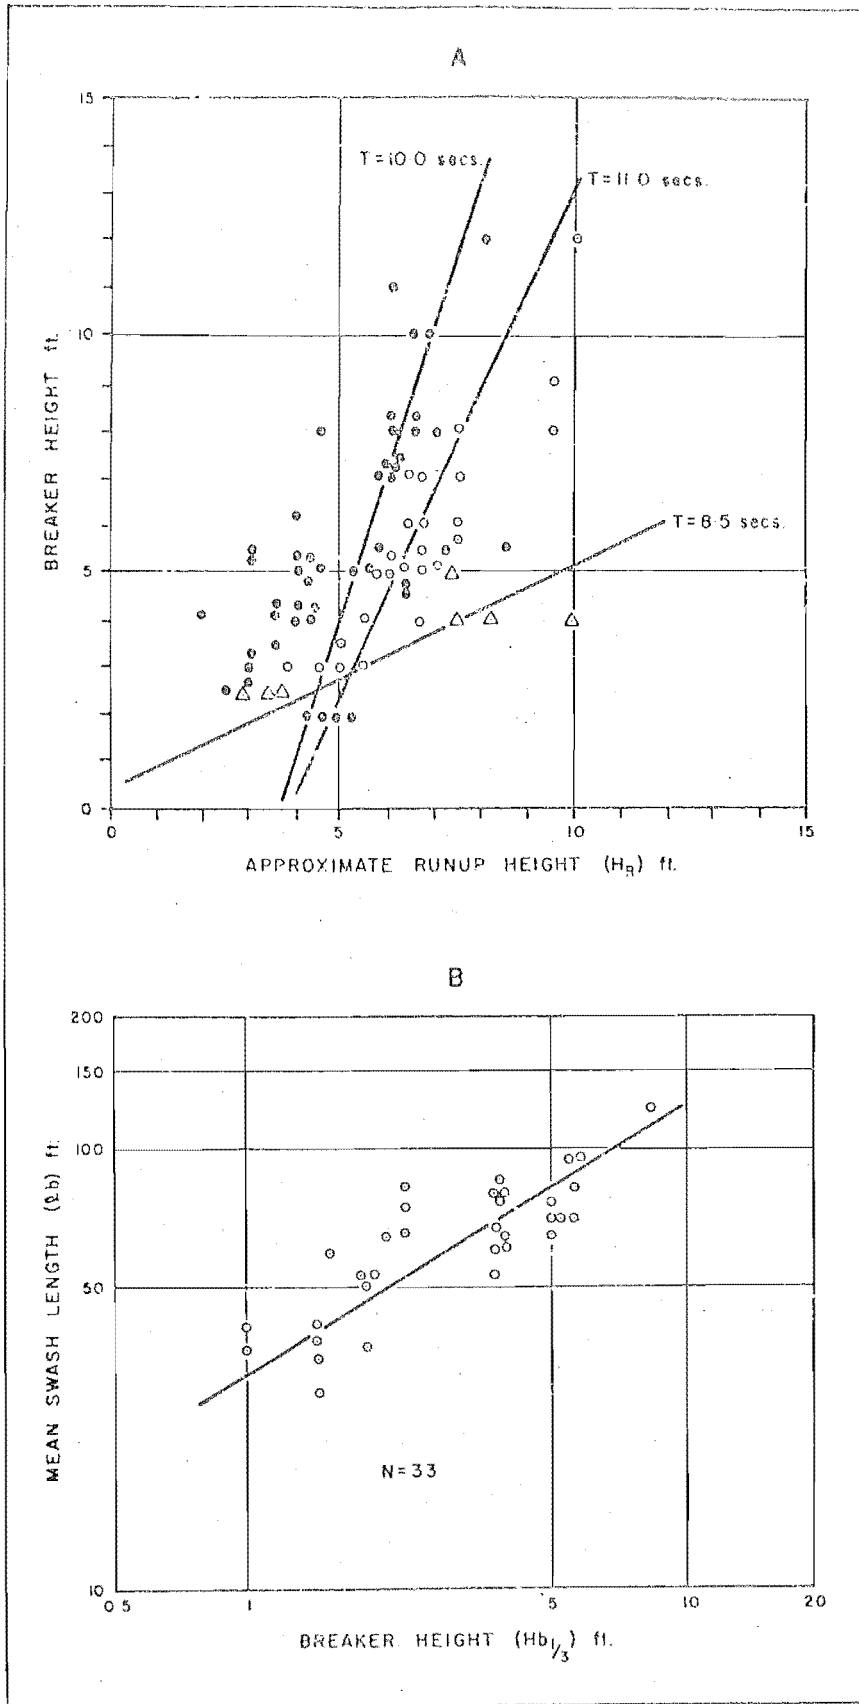 A
15
T=10.0 secs.
T=11.0 secs.
10
BREAKER HEIGHT ft.
T=8.5 secs.
5
0
0 5 10 15
APPROXIMATE RUNUP HEIGHT (HR) ft.
B
200
150
100
MEAN SWASH LENGTH (ℓb) ft.
50
N=33
10
0.5 1 5 10 20
BREAKER HEIGHT (Hb1/3) ft.